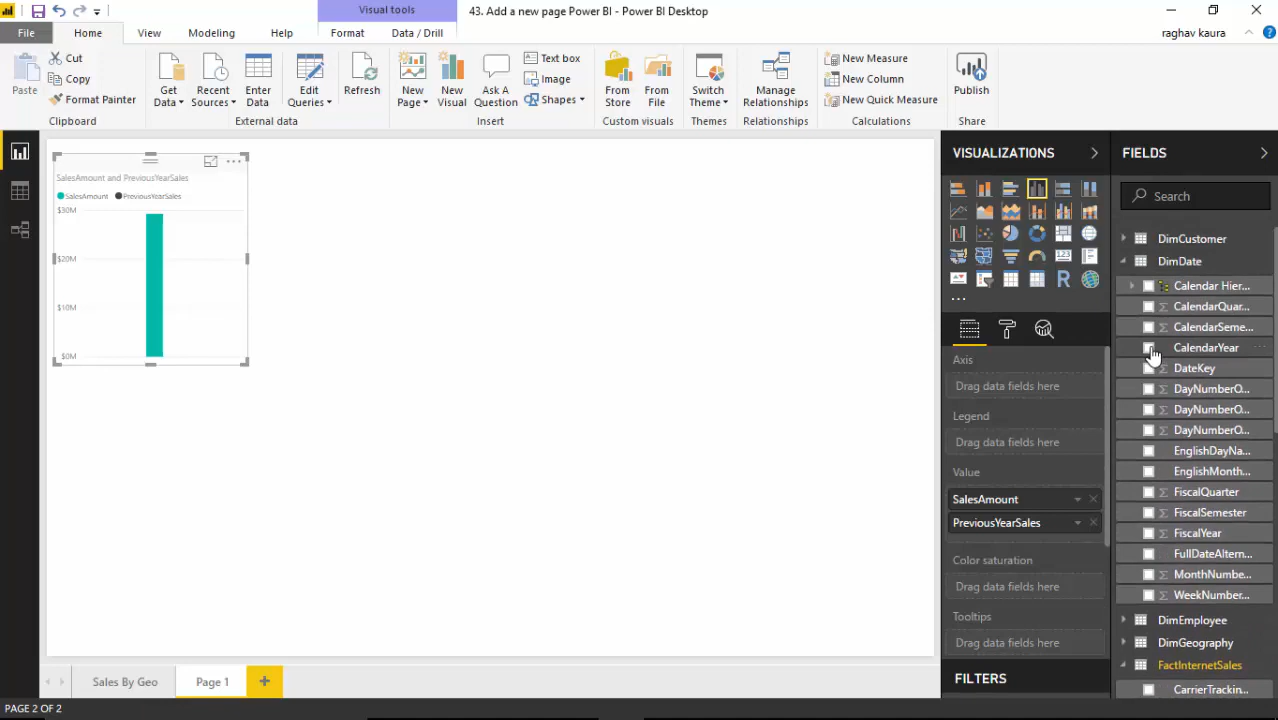 43. Add a new page Power BI - Power BI Desktop
Visual tools
File
Home
View
Modeling
Help
Format
Data / Drill
raghav kaura
Paste
Cut
Copy
Format Painter
Clipboard
Get Data
Recent Sources
Enter Data
Edit Queries
Refresh
External data
New Page
New Visual
Ask A Question
Text box
Image
Shapes
Insert
From Store
From File
Custom visuals
Switch Theme
Themes
Manage Relationships
Relationships
New Measure
New Column
New Quick Measure
Calculations
Publish
Share
SalesAmount and PreviousYearSales
SalesAmount
PreviousYearSales
$30M
$20M
$10M
$0M
VISUALIZATIONS
R
123
Axis
Drag data fields here
Legend
Drag data fields here
Value
SalesAmount
PreviousYearSales
Color saturation
Drag data fields here
Tooltips
Drag data fields here
FILTERS
FIELDS
Search
DimCustomer
DimDate
Calendar Hier...
CalendarQuar...
CalendarSeme...
CalendarYear
DateKey
DayNumberO...
DayNumberO...
DayNumberO...
EnglishDayNa...
EnglishMonth...
FiscalQuarter
FiscalSemester
FiscalYear
FullDateAltern...
MonthNumbe...
WeekNumber...
DimEmployee
DimGeography
FactInternetSales
CarrierTrackin...
Sales By Geo
Page 1
PAGE 2 OF 2